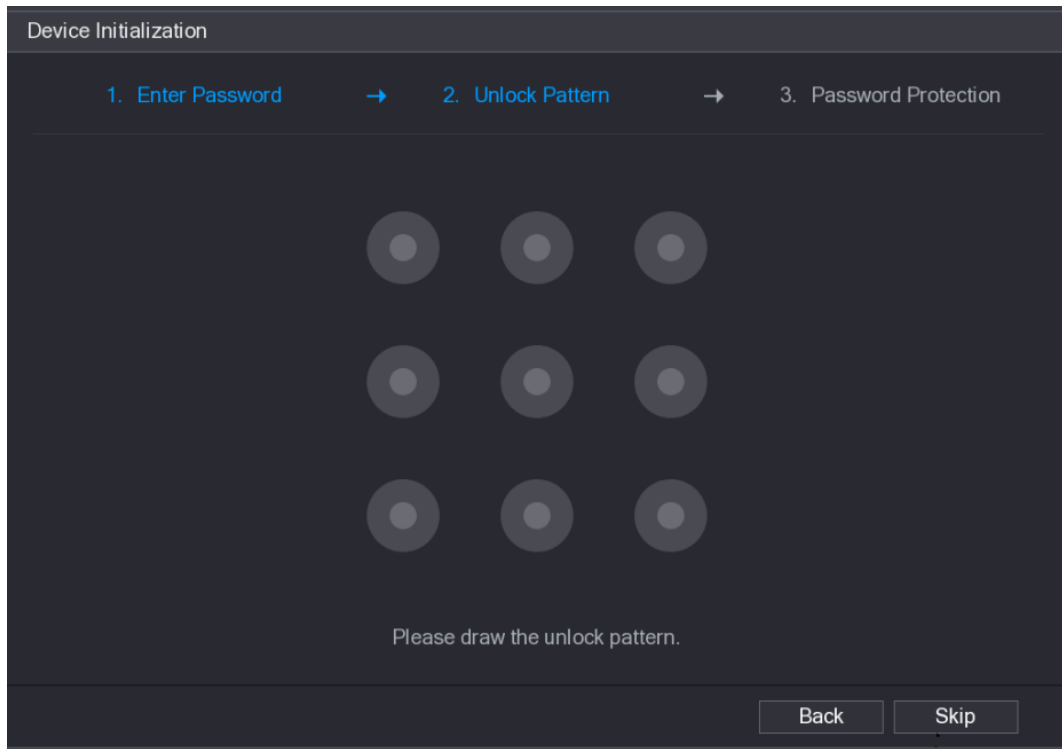 Device Initialization
1. Enter Password → 2. Unlock Pattern → 3. Password Protection
Please draw the unlock pattern.
Back Skip